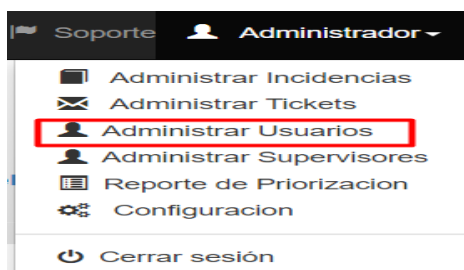 Soporte Administrador
Administrar Incidencias
Administrar Tickets
Administrar Usuarios
Administrar Supervisores
Reporte de Priorizacion
Configuracion
Cerrar sesión